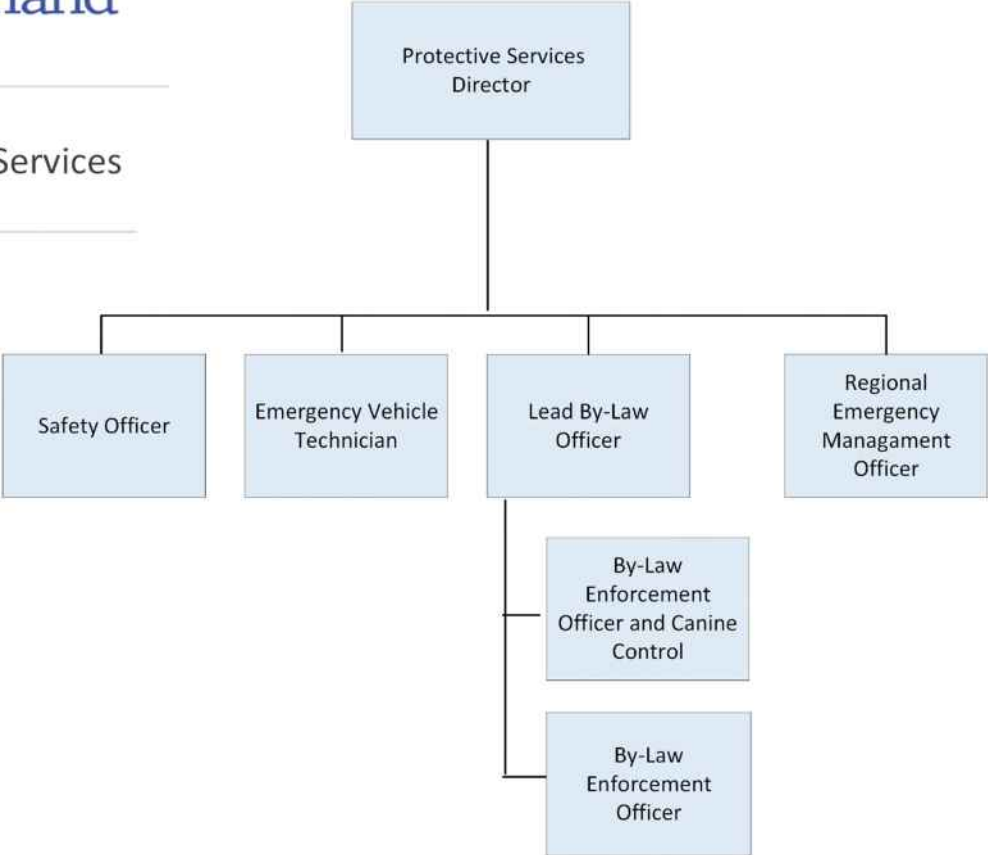 Protective Services
Director
Services
Safety Officer
Emergency Vehicle
Technician
Lead By-Law
Officer
Regional
Emergency
Managament
Officer
By-Law
Enforcement
Officer and Canine
Control
By-Law
Enforcement
Officer